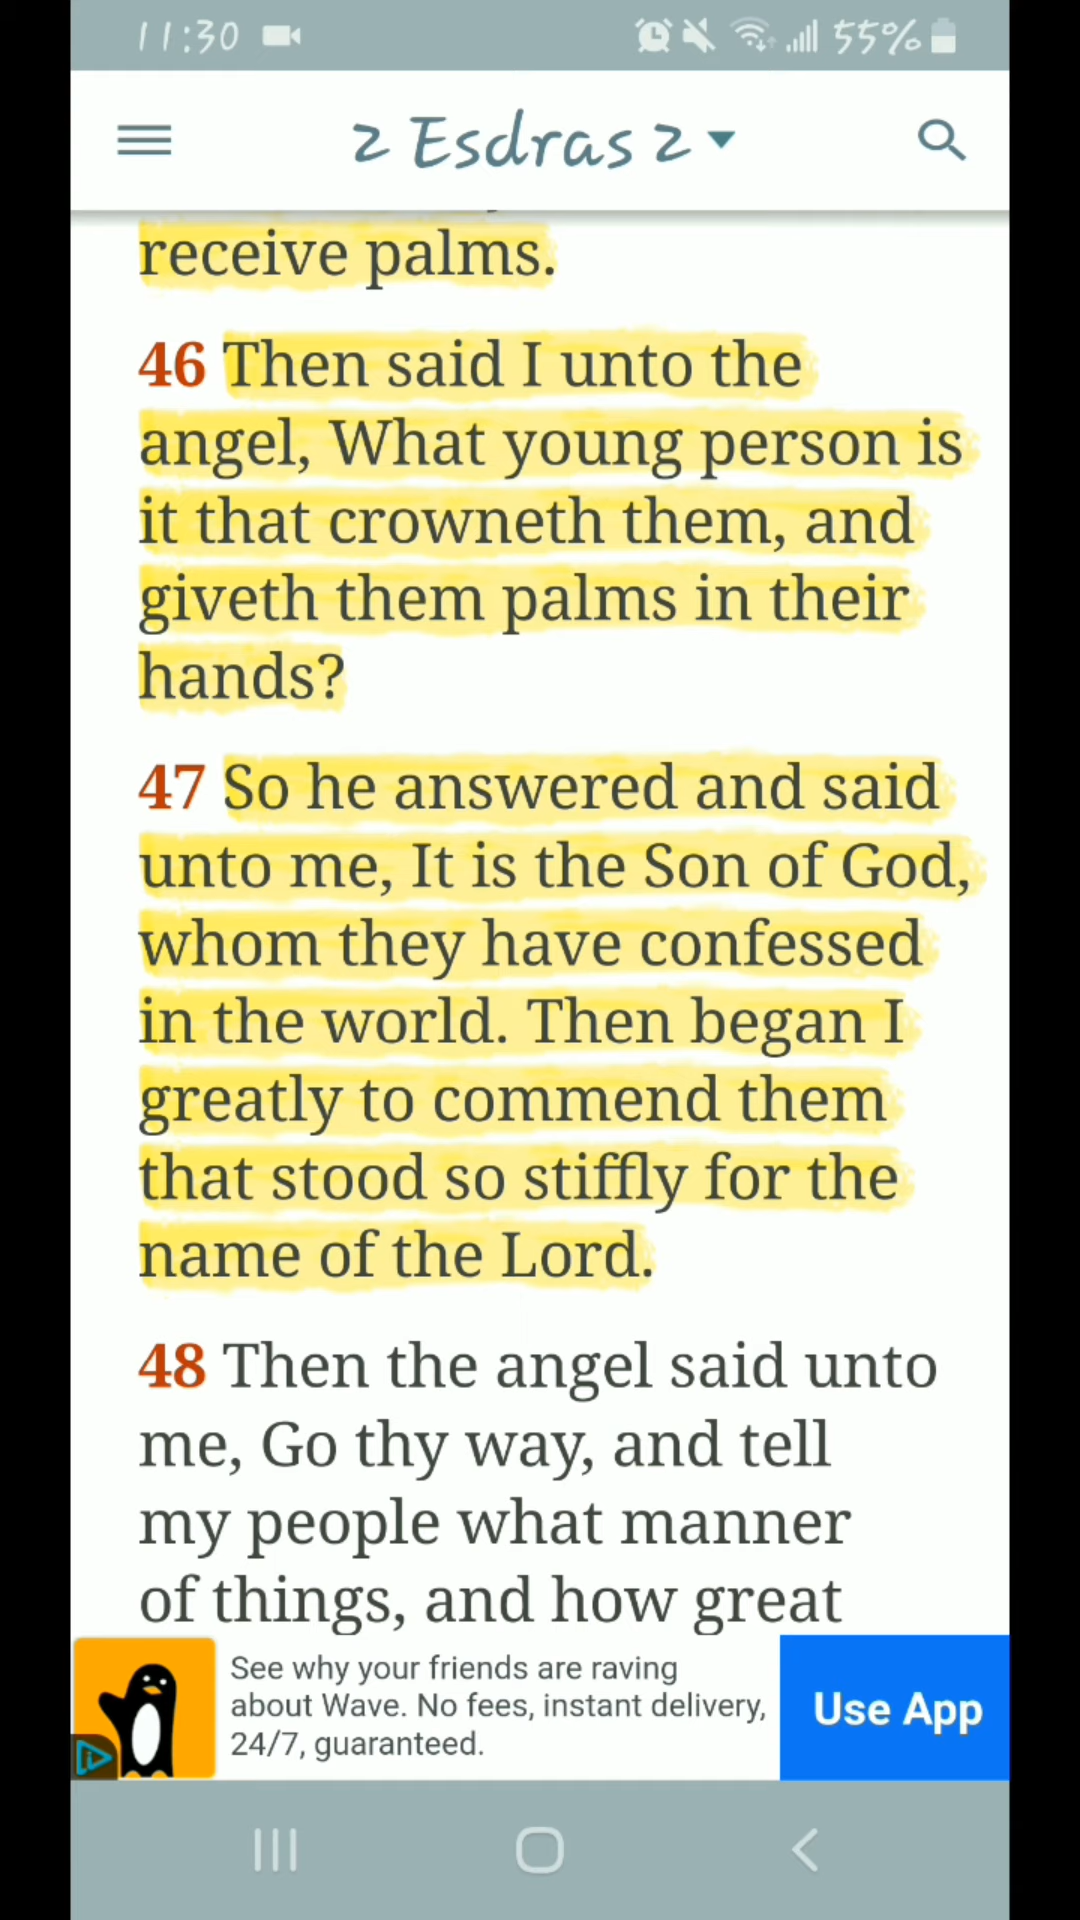 11:30 55%
2 Esdras 2
receive palms.
46 Then said I unto the
angel, What young person is
it that crowneth them, and
giveth them palms in their
hands?
47 So he answered and said
unto me, It is the Son of God,
whom they have confessed
in the world. Then began I
greatly to commend them
that stood so stiffly for the
name of the Lord.
48 Then the angel said unto
me, Go thy way, and tell
my people what manner
of things, and how great
See why your friends are raving
about Wave. No fees, instant delivery,
24/7, guaranteed.
Use App